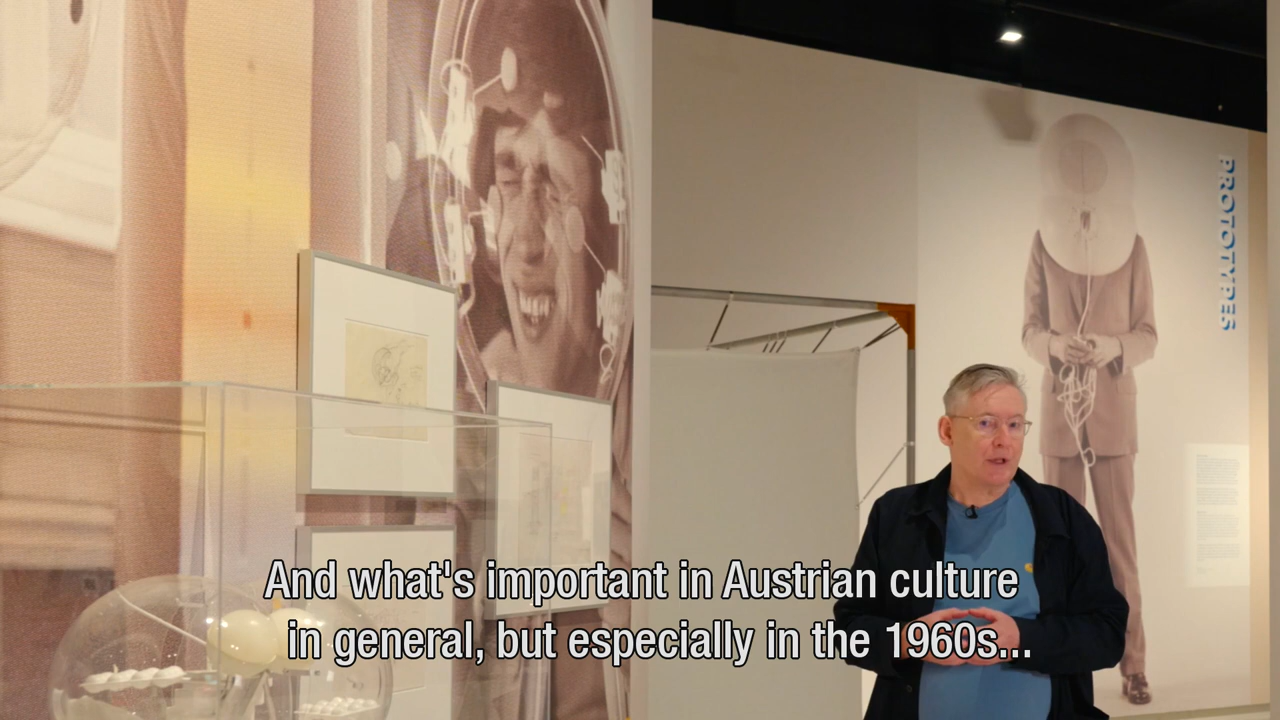 PROTOTYPES
And what's important in Austrian culture
in general, but especially in the 1960s...